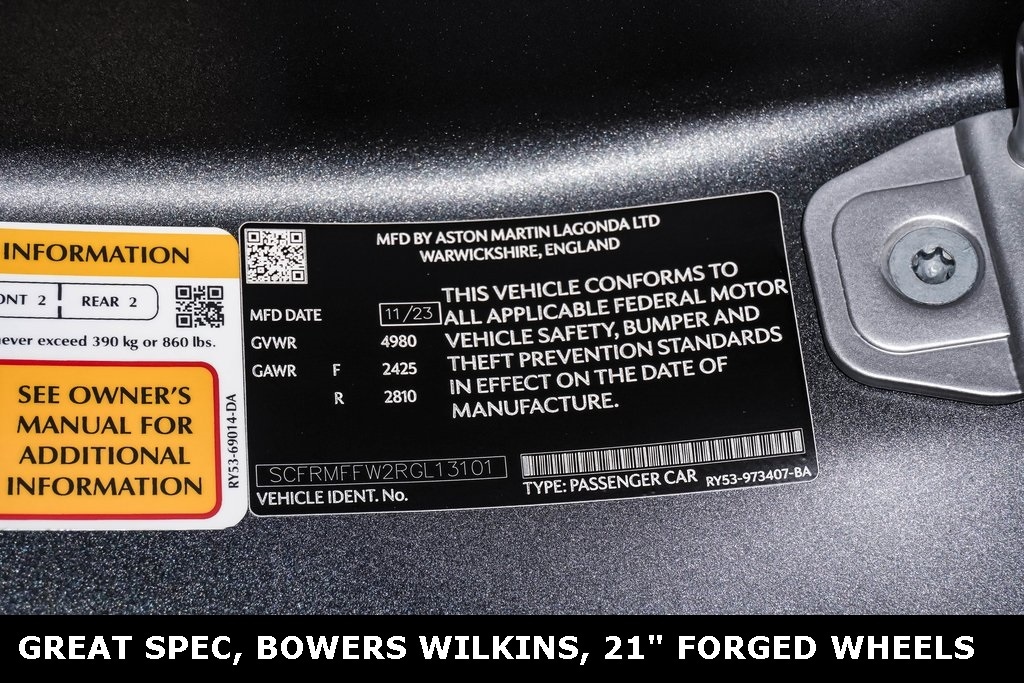 INFORMATION
2
REAR 2
exceed 390 kg or 860 lbs.
SEE OWNER'S
MANUAL FOR
ADDITIONAL
INFORMATION
RY53-69014-DA
MFD BY ASTON MARTIN LAGONDA LTD
WARWICKSHIRE, ENGLAND
MFD DATE 11/23
GVWR 4980
GAWR F 2425
R 2810
THIS VEHICLE CONFORMS TO
ALL APPLICABLE FEDERAL MOTOR
VEHICLE SAFETY, BUMPER AND
THEFT PREVENTION STANDARDS
IN EFFECT ON THE DATE OF
MANUFACTURE.
SCFRMFFW2RGL13101
VEHICLE IDENT. No.
TYPE: PASSENGER CAR RY53-973407-BA
GREAT SPEC, BOWERS WILKINS, 21" FORGED WHEELS